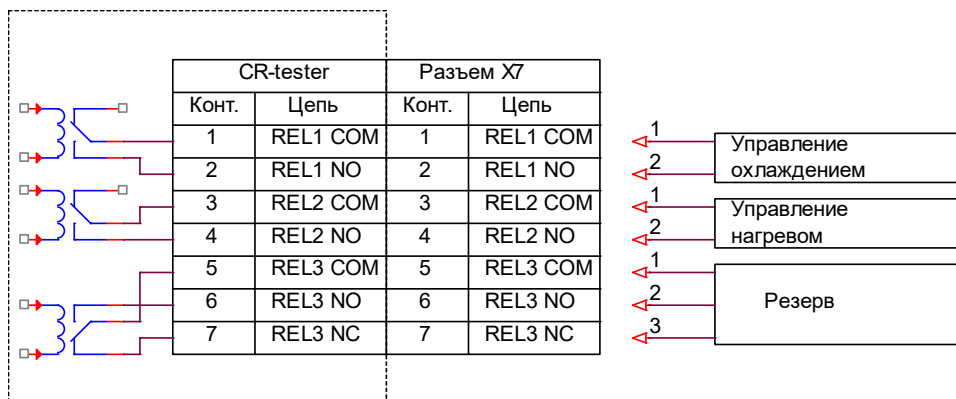 CR-tester Разъем X7
Конт. Цепь Конт. Цепь
1 REL1 COM 1 REL1 COM 1 Управление
2 REL1 NO 2 REL1 NO 2 охлаждением
3 REL2 COM 3 REL2 COM 1 Управление
4 REL2 NO 4 REL2 NO 2 нагревом
5 REL3 COM 5 REL3 COM 1
6 REL3 NO 6 REL3 NO 2 Резерв
7 REL3 NC 7 REL3 NC 3